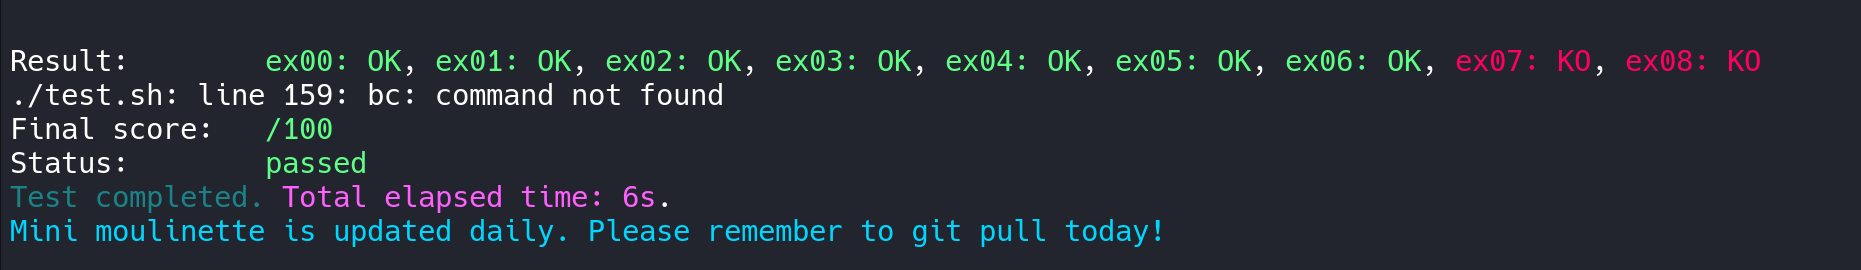 Result: ex00: OK, ex01: OK, ex02: OK, ex03: OK, ex04: OK, ex05: OK, ex06: OK, ex07: KO, ex08: KO
./test.sh: line 159: bc: command not found
Final score: /100
Status: passed
Test completed. Total elapsed time: 6s.
Mini moulinette is updated daily. Please remember to git pull today!